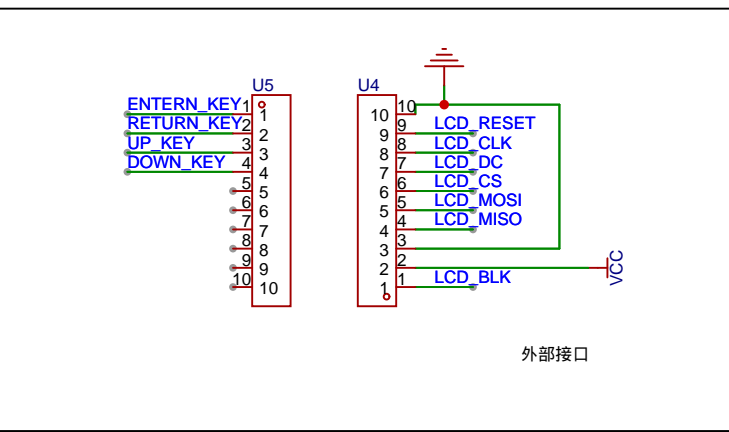 U5
ENTERN_KEY 1 1
RETURN_KEY 2 2
UP_KEY 3 3
DOWN_KEY 4 4
5 5
6 6
7 7
8 8
9 9
10 10
U4
10 10
9 9 LCD_RESET
8 8 LCD_CLK
7 7 LCD_DC
6 6 LCD_CS
5 5 LCD_MOSI
4 4 LCD_MISO
3 3
2 2 VCC
1 1 LCD_BLK
外部接口